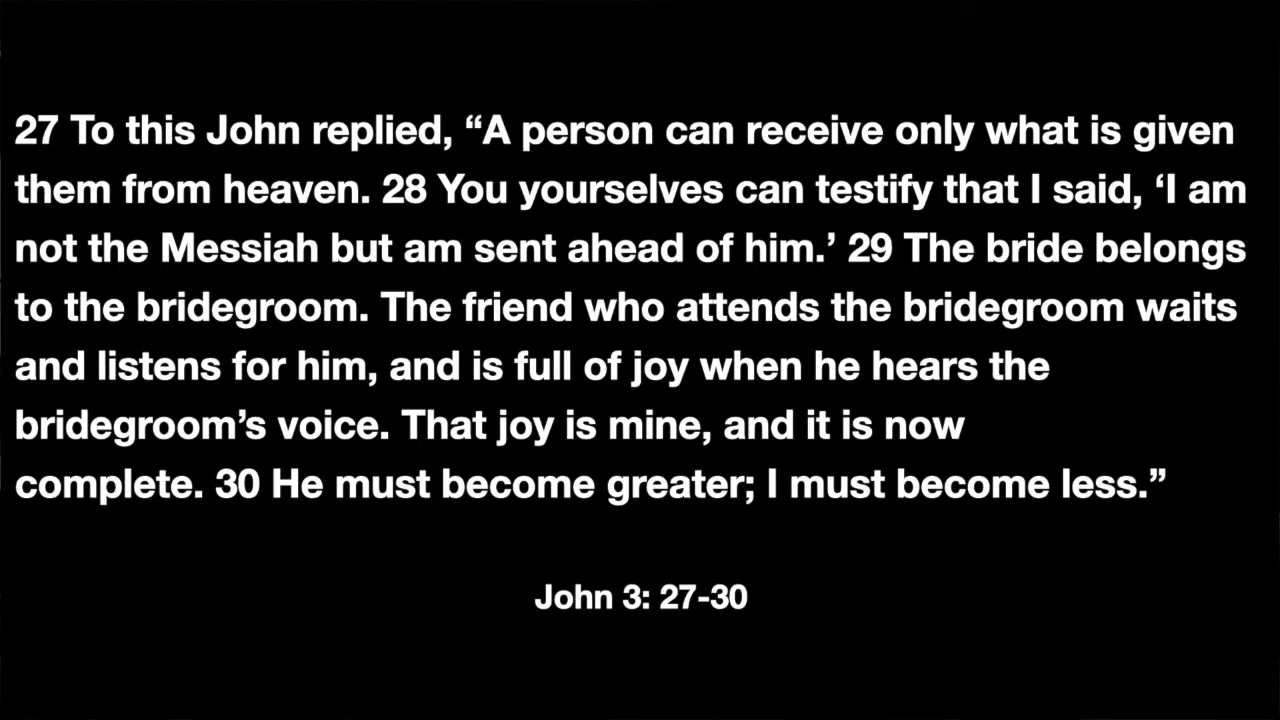 27 To this John replied, “A person can receive only what is given
them from heaven. 28 You yourselves can testify that I said, ‘I am
not the Messiah but am sent ahead of him.’ 29 The bride belongs
to the bridegroom. The friend who attends the bridegroom waits
and listens for him, and is full of joy when he hears the
bridegroom’s voice. That joy is mine, and it is now
complete. 30 He must become greater; I must become less.”
John 3: 27-30